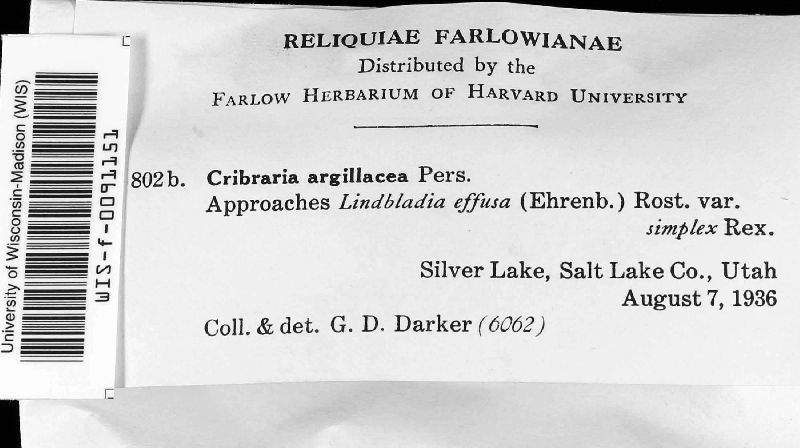 RELIQUIAE FARLOWIANAE
Distributed by the
FARLOW HERBARIUM OF HARVARD UNIVERSITY
802 b. Cribraria argillacea Pers.
Approaches Lindbladia effusa (Ehrenb.) Rost. var.
simplex Rex.
Silver Lake, Salt Lake Co., Utah
August 7, 1936
Coll. & det. G. D. Darker (6062)
University of Wisconsin-Madison (WIS)
WIS-f-0091151